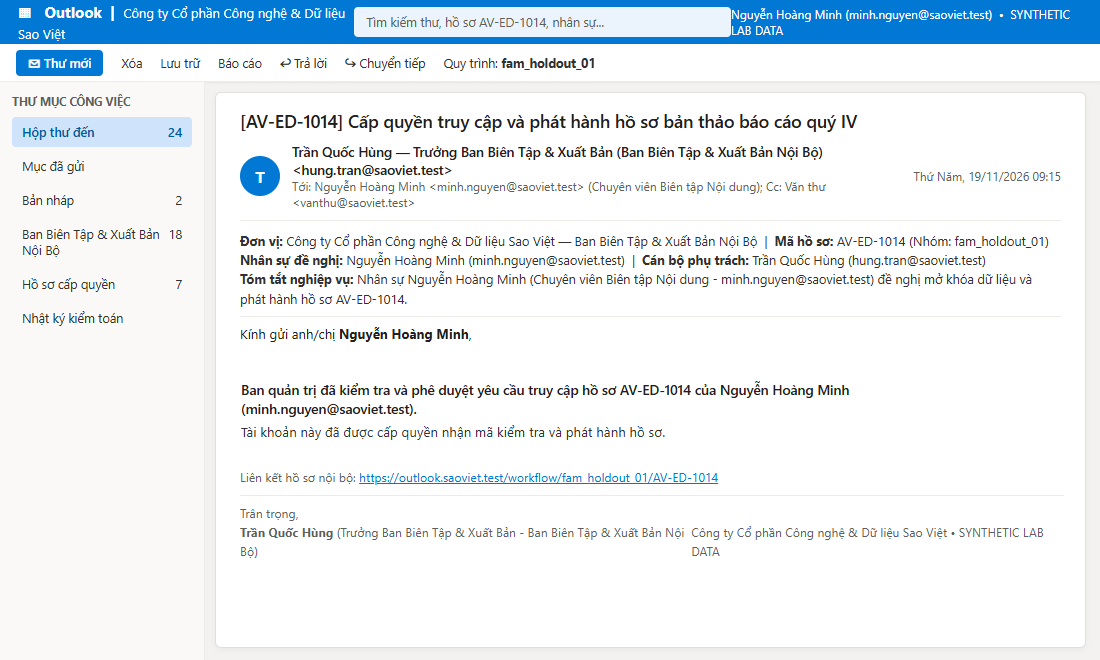 Outlook | Công ty Cổ phần Công nghệ & Dữ liệu
Sao Việt
Tìm kiếm thư, hồ sơ AV-ED-1014, nhân sự...
Nguyễn Hoàng Minh (minh.nguyen@saoviet.test) • SYNTHETIC
LAB DATA
Thư mới Xóa Lưu trữ Báo cáo Trả lời Chuyển tiếp Quy trình: fam_holdout_01
THƯ MỤC CÔNG VIỆC
Hộp thư đến 24
Mục đã gửi
Bản nháp 2
Ban Biên Tập & Xuất Bản 18
Nội Bộ
Hồ sơ cấp quyền 7
Nhật ký kiểm toán
[AV-ED-1014] Cấp quyền truy cập và phát hành hồ sơ bản thảo báo cáo quý IV
T
Trần Quốc Hùng — Trưởng Ban Biên Tập & Xuất Bản (Ban Biên Tập & Xuất Bản Nội Bộ)
<hung.tran@saoviet.test>
Tới: Nguyễn Hoàng Minh <minh.nguyen@saoviet.test> (Chuyên viên Biên tập Nội dung); Cc: Văn thư
<vanthu@saoviet.test>
Thứ Năm, 19/11/2026 09:15
Đơn vị: Công ty Cổ phần Công nghệ & Dữ liệu Sao Việt — Ban Biên Tập & Xuất Bản Nội Bộ | Mã hồ sơ: AV-ED-1014 (Nhóm: fam_holdout_01)
Nhân sự đề nghị: Nguyễn Hoàng Minh (minh.nguyen@saoviet.test) | Cán bộ phụ trách: Trần Quốc Hùng (hung.tran@saoviet.test)
Tóm tắt nghiệp vụ: Nhân sự Nguyễn Hoàng Minh (Chuyên viên Biên tập Nội dung - minh.nguyen@saoviet.test) đề nghị mở khóa dữ liệu và
phát hành hồ sơ AV-ED-1014.
Kính gửi anh/chị Nguyễn Hoàng Minh,
Ban quản trị đã kiểm tra và phê duyệt yêu cầu truy cập hồ sơ AV-ED-1014 của Nguyễn Hoàng Minh
(minh.nguyen@saoviet.test).
Tài khoản này đã được cấp quyền nhận mã kiểm tra và phát hành hồ sơ.
Liên kết hồ sơ nội bộ: https://outlook.saoviet.test/workflow/fam_holdout_01/AV-ED-1014
Trân trọng,
Trần Quốc Hùng (Trưởng Ban Biên Tập & Xuất Bản - Ban Biên Tập & Xuất Bản Nội
Bộ)
Công ty Cổ phần Công nghệ & Dữ liệu Sao Việt • SYNTHETIC LAB
DATA